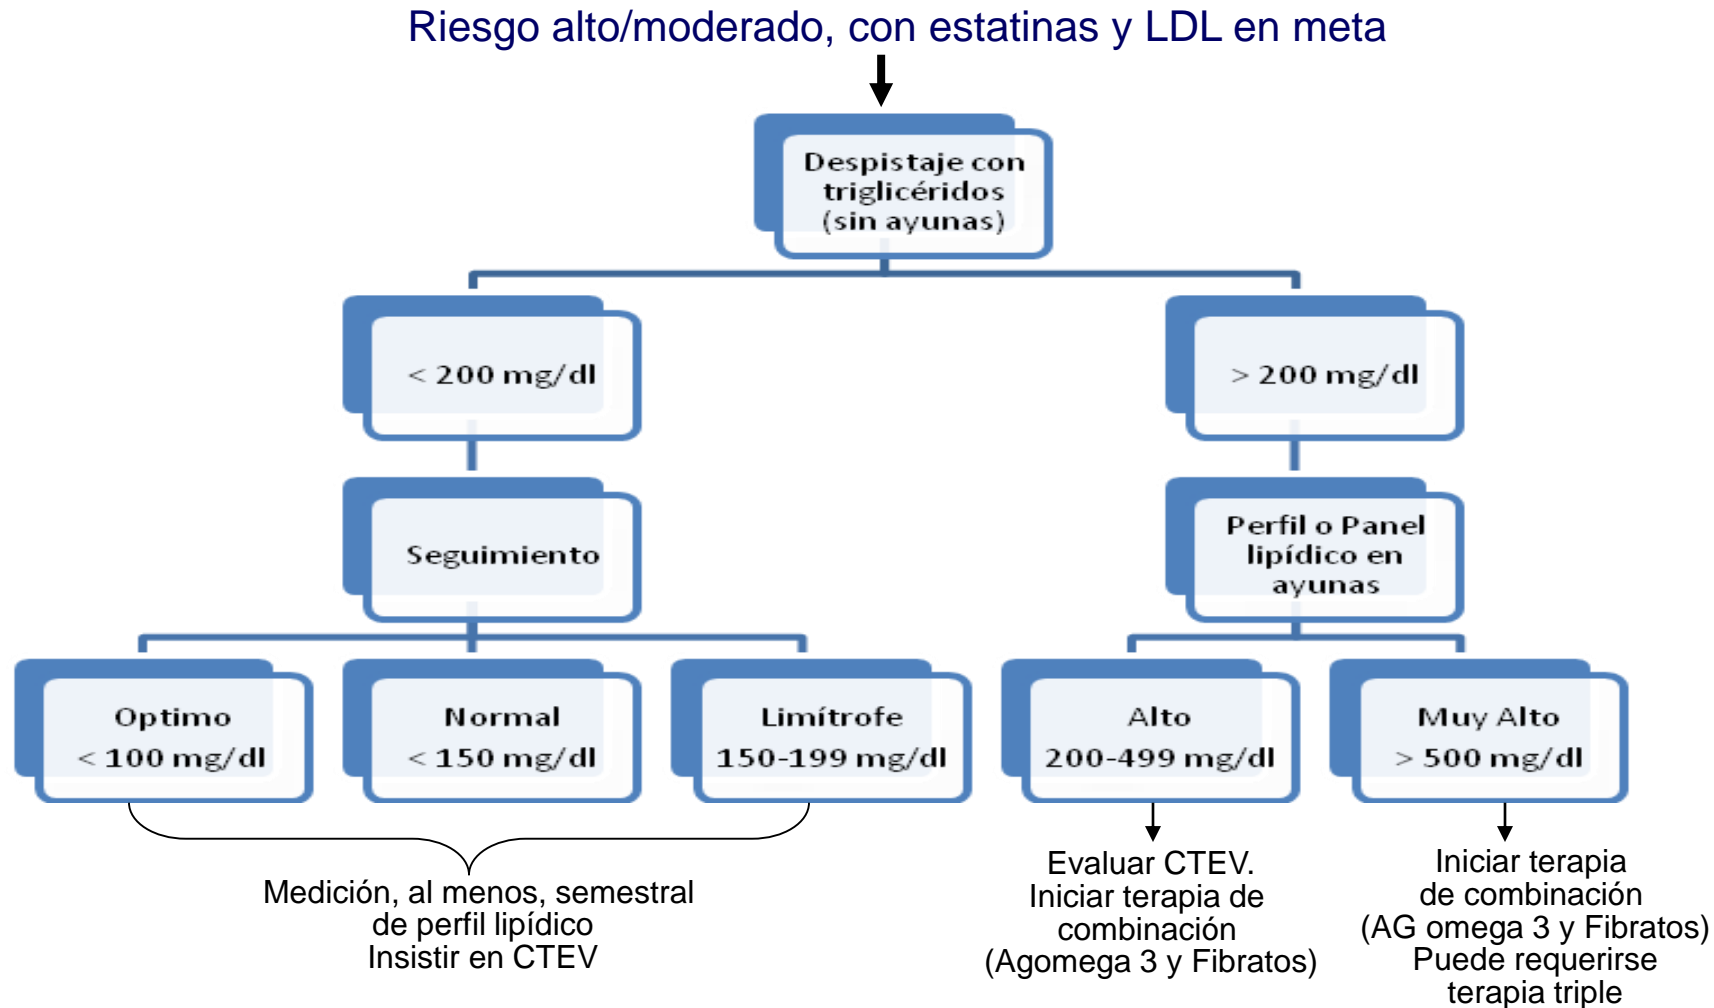 Riesgo alto/moderado, con estatinas y LDL en meta
Despistaje con
triglicéridos
(sin ayunas)
< 200 mg/dl
> 200 mg/dl
Seguimiento
Perfil o Panel
lipídico en
ayunas
Optimo
< 100 mg/dl
Normal
< 150 mg/dl
Limítrofe
150-199 mg/dl
Alto
200-499 mg/dl
Muy Alto
> 500 mg/dl
Medición, al menos, semestral
de perfil lipídico
Insistir en CTEV
Evaluar CTEV.
Iniciar terapia de
combinación
(Agomega 3 y Fibratos)
Iniciar terapia
de combinación
(AG omega 3 y Fibratos)
Puede requerirse
terapia triple